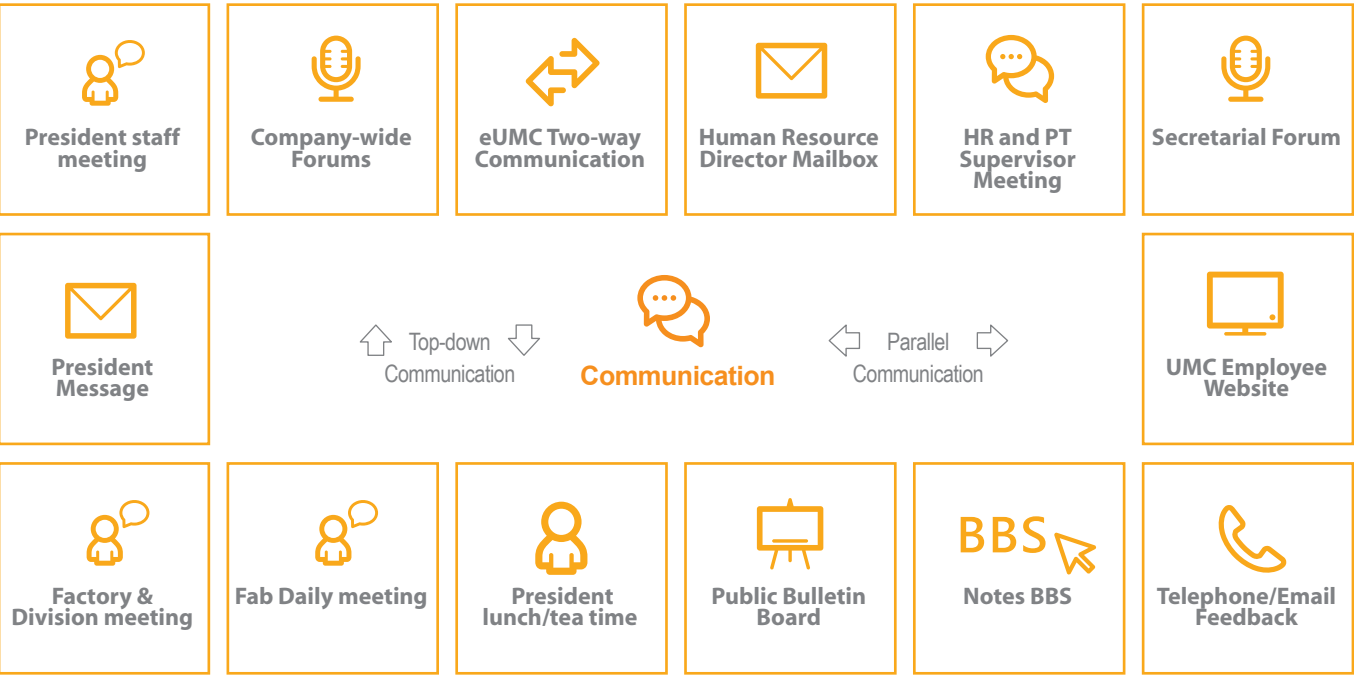 President staff
meeting
Company-wide
Forums
eUMC Two-way
Communication
Human Resource
Director Mailbox
HR and PT
Supervisor
Meeting
Secretarial Forum
President
Message
Top-down
Communication
Communication
Parallel
Communication
UMC Employee
Website
Factory &
Division meeting
Fab Daily meeting
President
lunch/tea time
Public Bulletin
Board
BBS
Notes BBS
Telephone/Email
Feedback